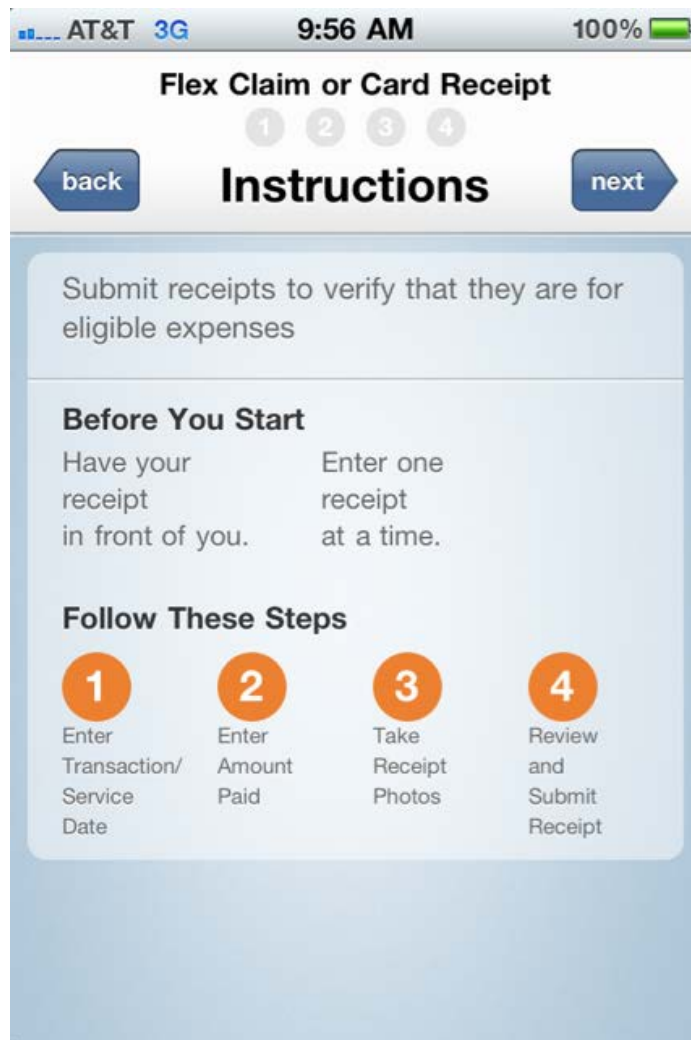 AT&T 3G 9:56 AM 100%
Flex Claim or Card Receipt
1 2 3 4
back Instructions next
Submit receipts to verify that they are for
eligible expenses
Before You Start
Have your
receipt
in front of you.
Enter one
receipt
at a time.
Follow These Steps
1
Enter
Transaction/
Service
Date
2
Enter
Amount
Paid
3
Take
Receipt
Photos
4
Review
and
Submit
Receipt